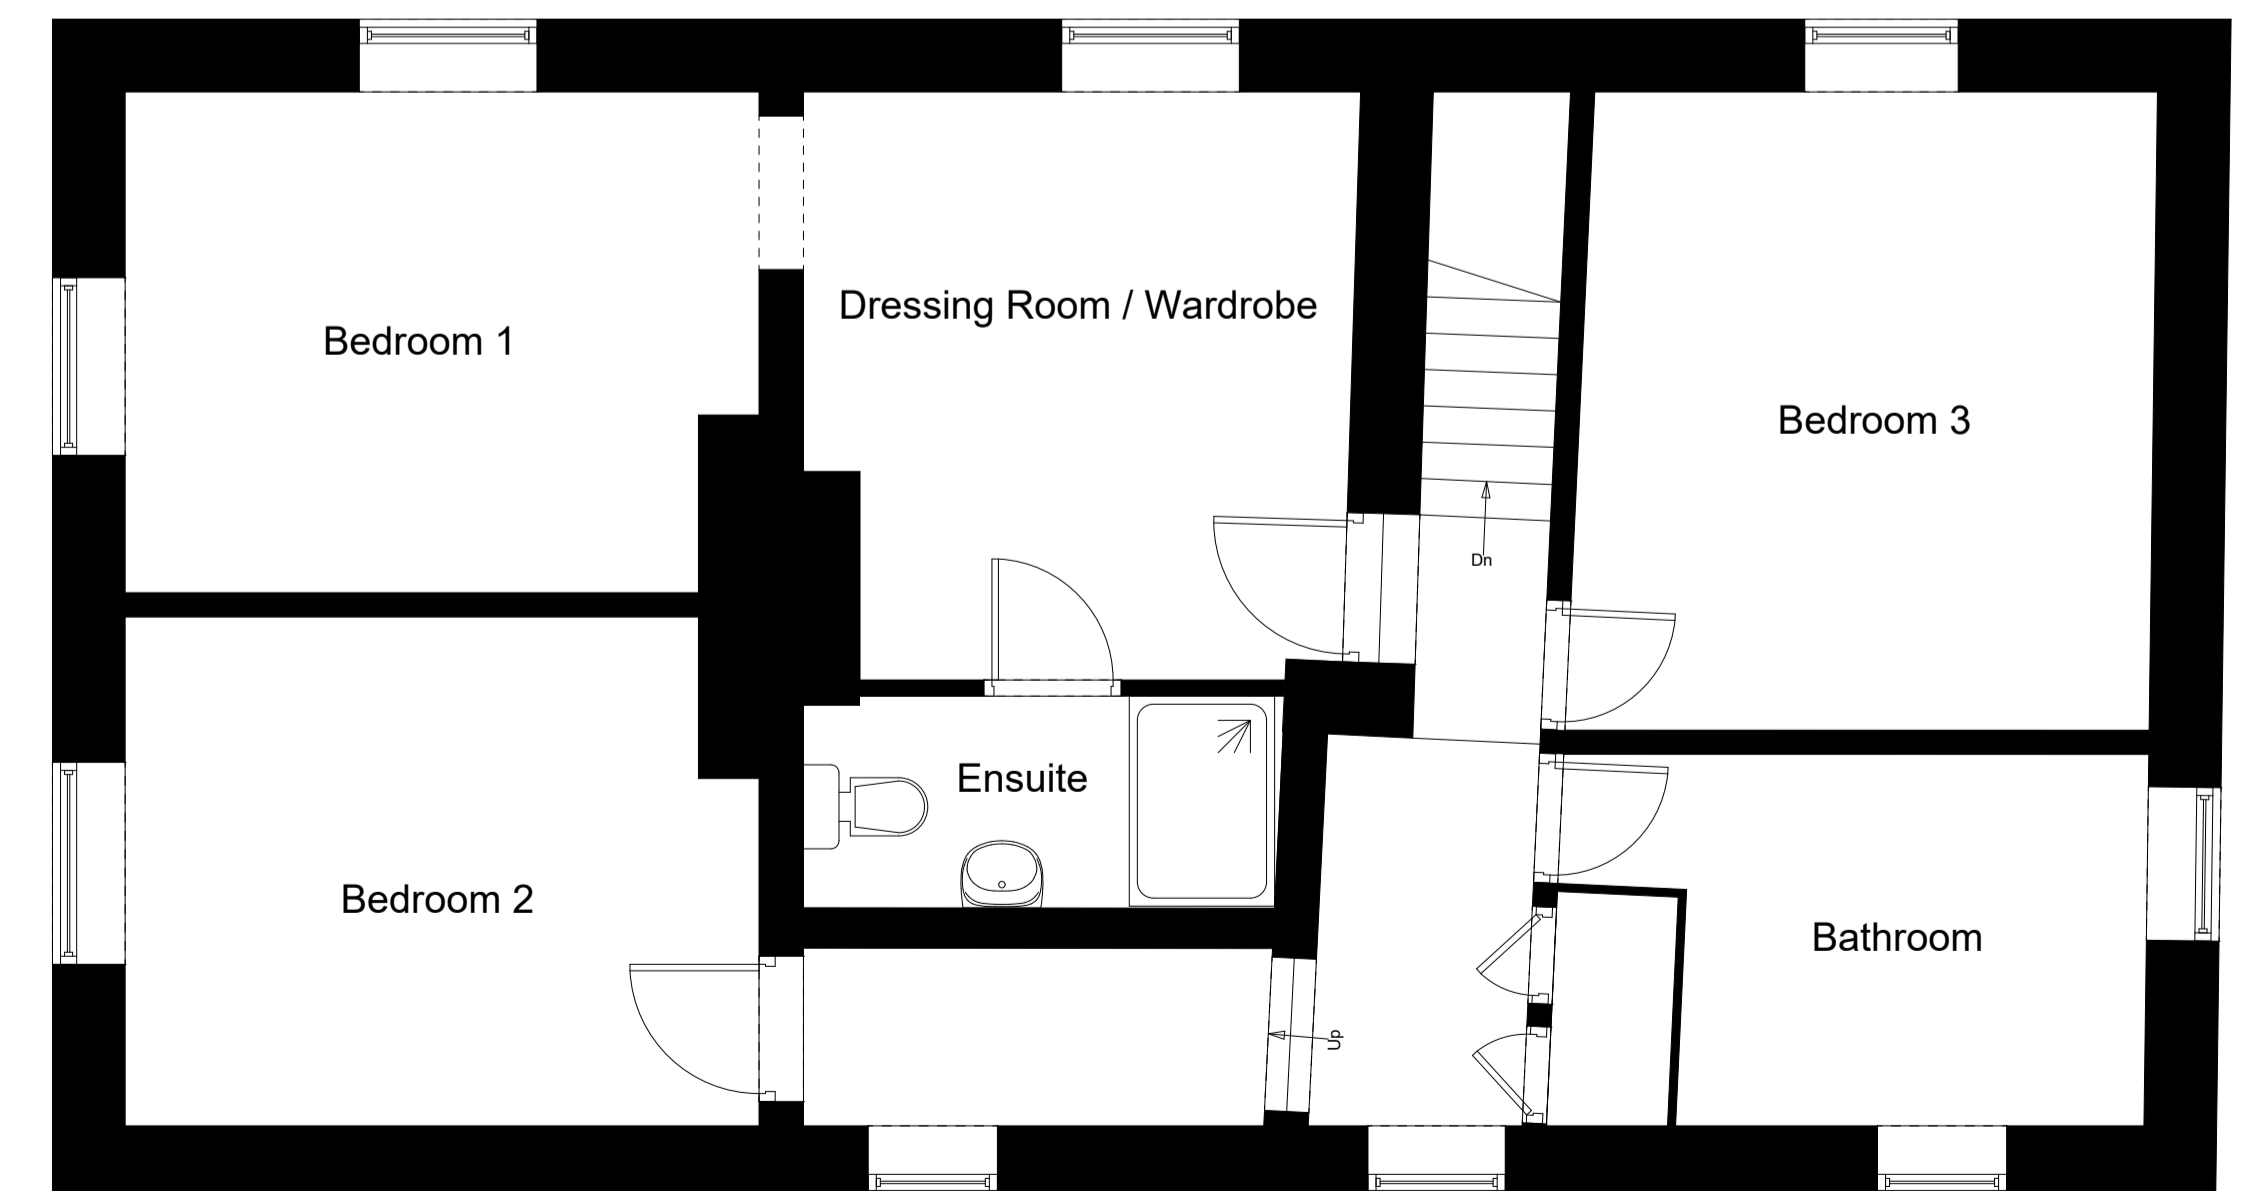 Dressing Room / Wardrobe
Bedroom 1
Bedroom 3
Dn
Ensuite
Bedroom 2
Bathroom
Up